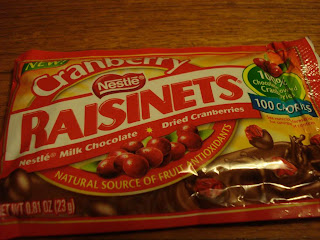 NEW!
Cranberry
Nestlé
RAISINETS
Nestlé® Milk Chocolate
Dried Cranberries
NATURAL SOURCE OF FRUIT ANTIOXIDANTS
100 CALORIES
NET WT 0.81 OZ (23 g)